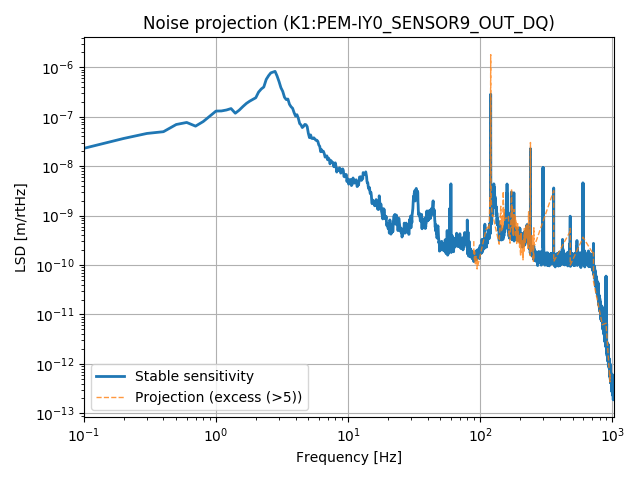 Noise projection (K1:PEM-IY0_SENSOR9_OUT_DQ)
LSD [m/rtHz]
10⁻⁶
10⁻⁷
10⁻⁸
10⁻⁹
10⁻¹⁰
10⁻¹¹
10⁻¹²
10⁻¹³
Stable sensitivity
Projection (excess (>5))
10⁻¹ 10⁰ 10¹ 10² 10³
Frequency [Hz]